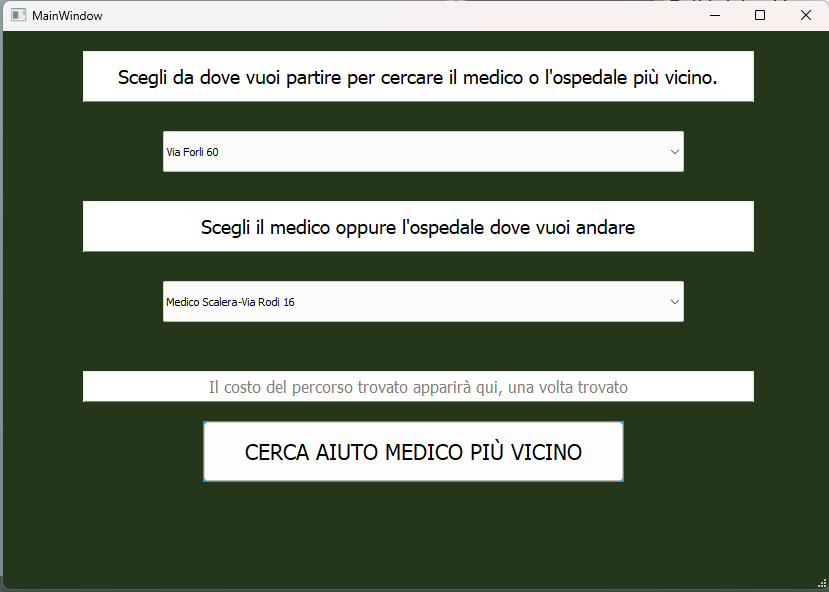 MainWindow
Scegli da dove vuoi partire per cercare il medico o l'ospedale più vicino.
Via Forli 60
Scegli il medico oppure l'ospedale dove vuoi andare
Medico Scalera-Via Rodi 16
Il costo del percorso trovato apparirà qui, una volta trovato
CERCA AIUTO MEDICO PIÙ VICINO